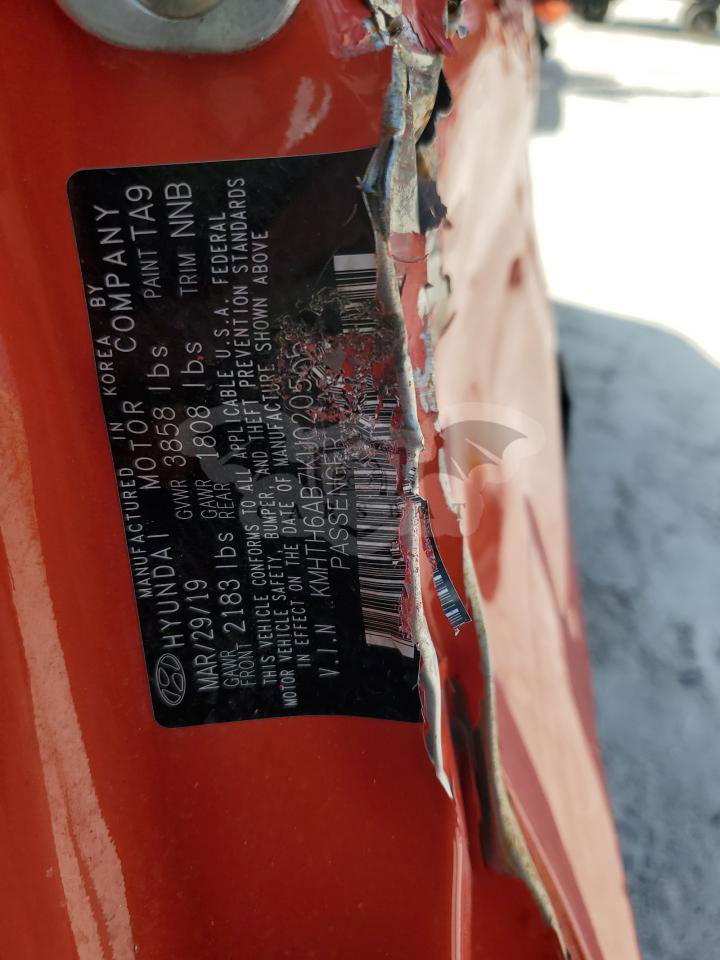 MANUFACTURED IN KOREA BY
HYUNDAI MOTOR COMPANY
MAR/29/19 GVWR 3858 lbs PAINT TA9
GAWR FRONT 2183 lbs GAWR REAR 1808 lbs TRIM NNB
THIS VEHICLE CONFORMS TO ALL APPLICABLE U.S.A. FEDERAL
MOTOR VEHICLE SAFETY, BUMPER, AND THEFT PREVENTION STANDARDS
IN EFFECT ON THE DATE OF MANUFACTURE SHOWN ABOVE
V.I.N
PASSENGER